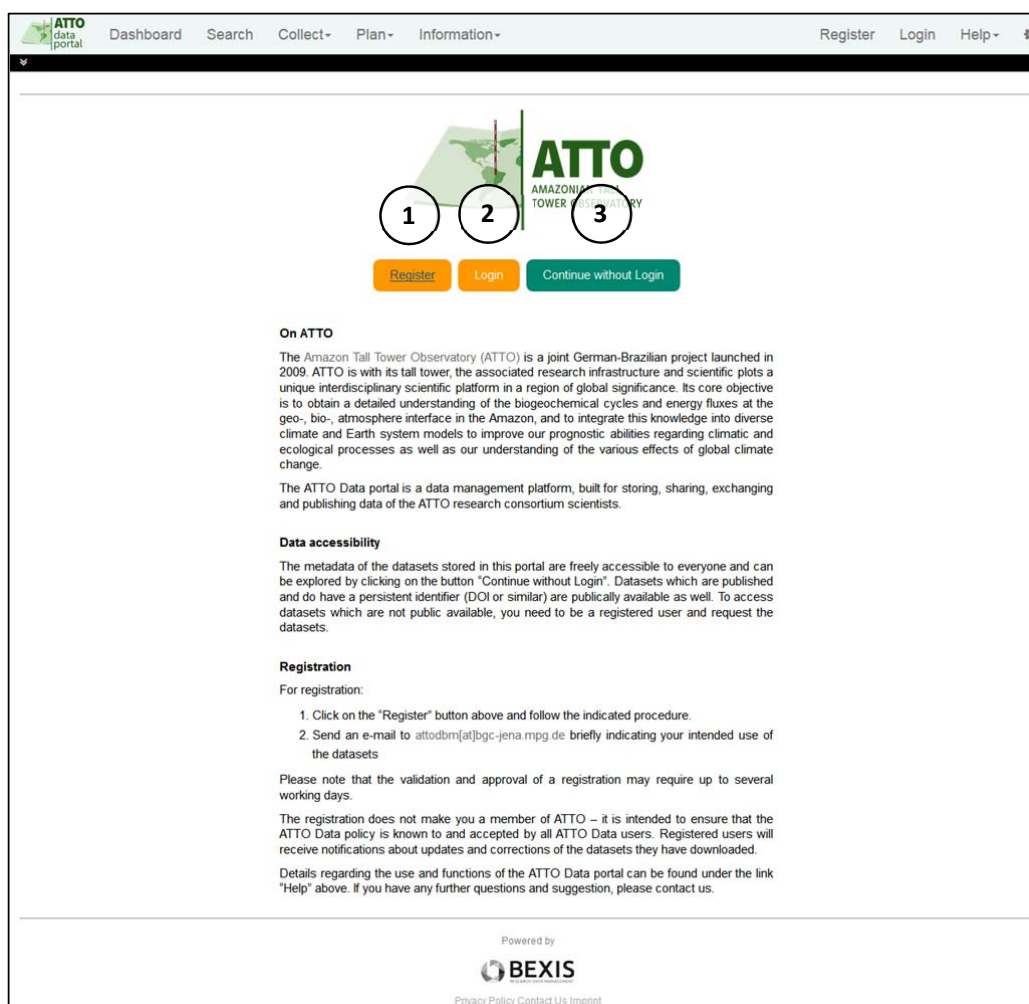 ATTO
data
portal
Dashboard Search Collect Plan Information Register Login Help
ATTO
AMAZONIAN TALL
TOWER OBSERVATORY
1 2 3
Register Login Continue without Login
On ATTO
The Amazon Tall Tower Observatory (ATTO) is a joint German-Brazilian project launched in
2009. ATTO is with its tall tower, the associated research infrastructure and scientific plots a
unique interdisciplinary scientific platform in a region of global significance. Its core objective
is to obtain a detailed understanding of the biogeochemical cycles and energy fluxes at the
geo-, bio-, atmosphere interface in the Amazon, and to integrate this knowledge into diverse
climate and Earth system models to improve our prognostic abilities regarding climatic and
ecological processes as well as our understanding of the various effects of global climate
change.
The ATTO Data portal is a data management platform, built for storing, sharing, exchanging
and publishing data of the ATTO research consortium scientists.
Data accessibility
The metadata of the datasets stored in this portal are freely accessible to everyone and can
be explored by clicking on the button "Continue without Login". Datasets which are published
and do have a persistent identifier (DOI or similar) are publically available as well. To access
datasets which are not public available, you need to be a registered user and request the
datasets.
Registration
For registration:
1. Click on the "Register" button above and follow the indicated procedure.
2. Send an e-mail to attodbm[at]bgc-jena.mpg.de briefly indicating your intended use of
the datasets
Please note that the validation and approval of a registration may require up to several
working days.
The registration does not make you a member of ATTO – it is intended to ensure that the
ATTO Data policy is known to and accepted by all ATTO Data users. Registered users will
receive notifications about updates and corrections of the datasets they have downloaded.
Details regarding the use and functions of the ATTO Data portal can be found under the link
"Help" above. If you have any further questions and suggestion, please contact us.
Powered by
BEXIS
RESEARCH DATA MANAGEMENT
Privacy Policy Contact Us Imprint